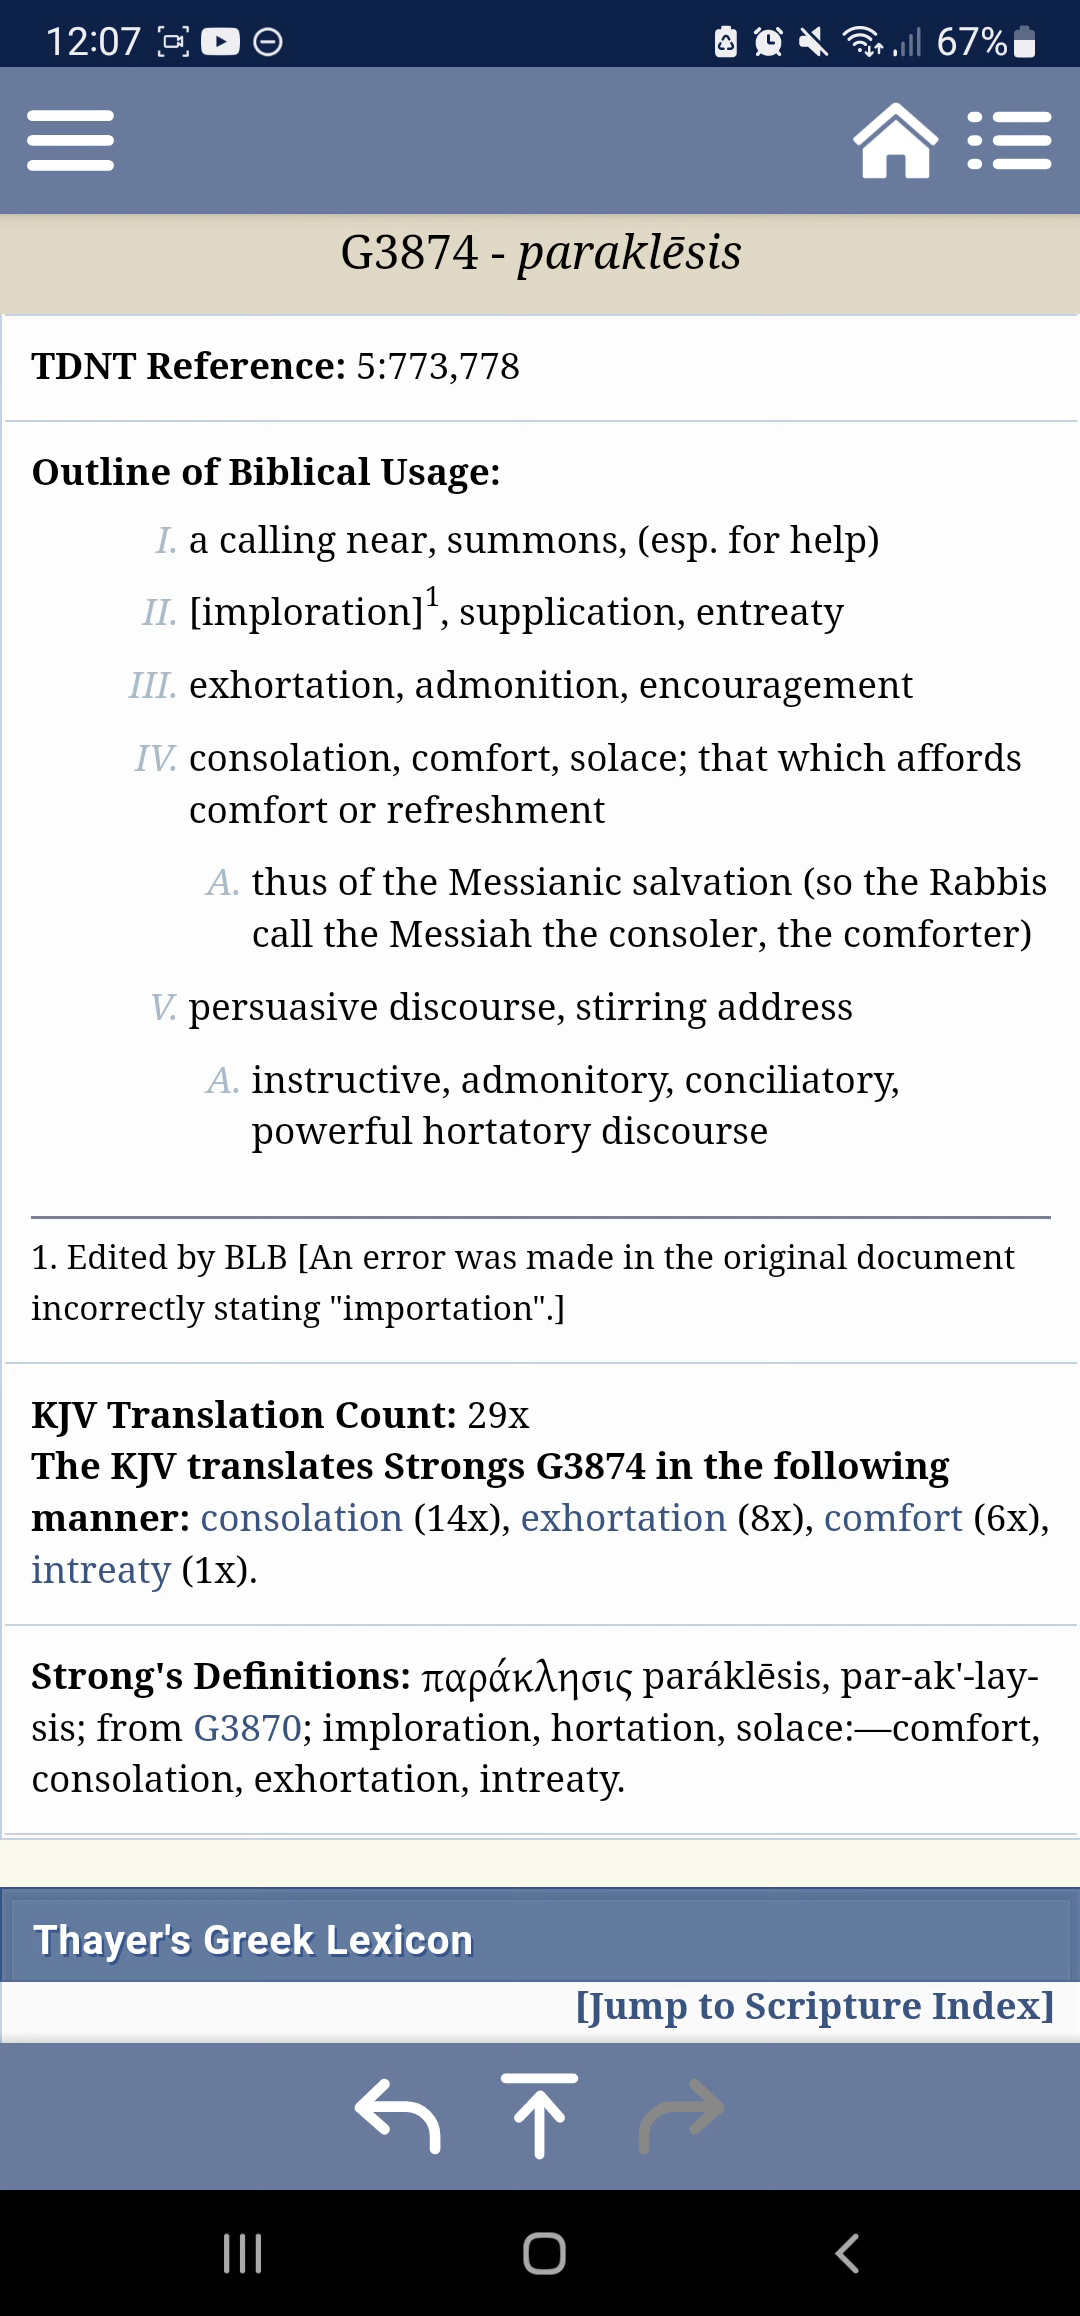 12:07 67%
G3874 - paraklēsis
TDNT Reference: 5:773,778
Outline of Biblical Usage:
I. a calling near, summons, (esp. for help)
II. [imploration]1, supplication, entreaty
III. exhortation, admonition, encouragement
IV. consolation, comfort, solace; that which affords
comfort or refreshment
A. thus of the Messianic salvation (so the Rabbis
call the Messiah the consoler, the comforter)
V. persuasive discourse, stirring address
A. instructive, admonitory, conciliatory,
powerful hortatory discourse
1. Edited by BLB [An error was made in the original document
incorrectly stating "importation".]
KJV Translation Count: 29x
The KJV translates Strongs G3874 in the following
manner: consolation (14x), exhortation (8x), comfort (6x),
intreaty (1x).
Strong's Definitions: παράκλησις paráklēsis, par-ak'-lay-
sis; from G3870; imploration, hortation, solace:—comfort,
consolation, exhortation, intreaty.
Thayer's Greek Lexicon
[Jump to Scripture Index]